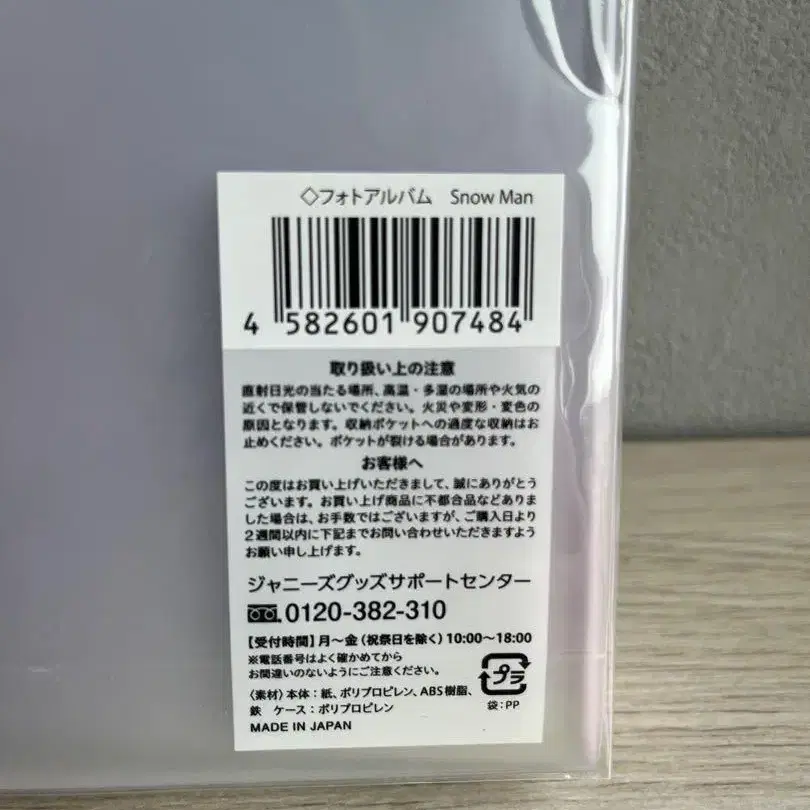 ◇フォトアルバム Snow Man
4 582601 907484
取り扱い上の注意
直射日光の当たる場所、高温・多湿の場所や火気の
近くで保管しないでください。火災や変形・変色の
原因となります。収納ポケットへの過度な収納はお
止めください。ポケットが裂ける場合があります。
お客様へ
この度はお買い上げいただきまして、誠にありがとう
ございます。お買い上げ商品に不都合品などありま
した場合は、お手数ではございますが、ご購入日より
2週間以内に下記までお問い合わせいただきますよう
お願い申し上げます。
ジャニーズグッズサポートセンター
0120-382-310
【受付時間】月〜金（祝祭日を除く）10:00〜18:00
※電話番号はよく確かめてから
お間違いのないようにご注意ください。
〈素材〉本体：紙、ポリプロピレン、ABS樹脂、
鉄 ケース：ポリプロピレン
MADE IN JAPAN
プラ
袋：PP